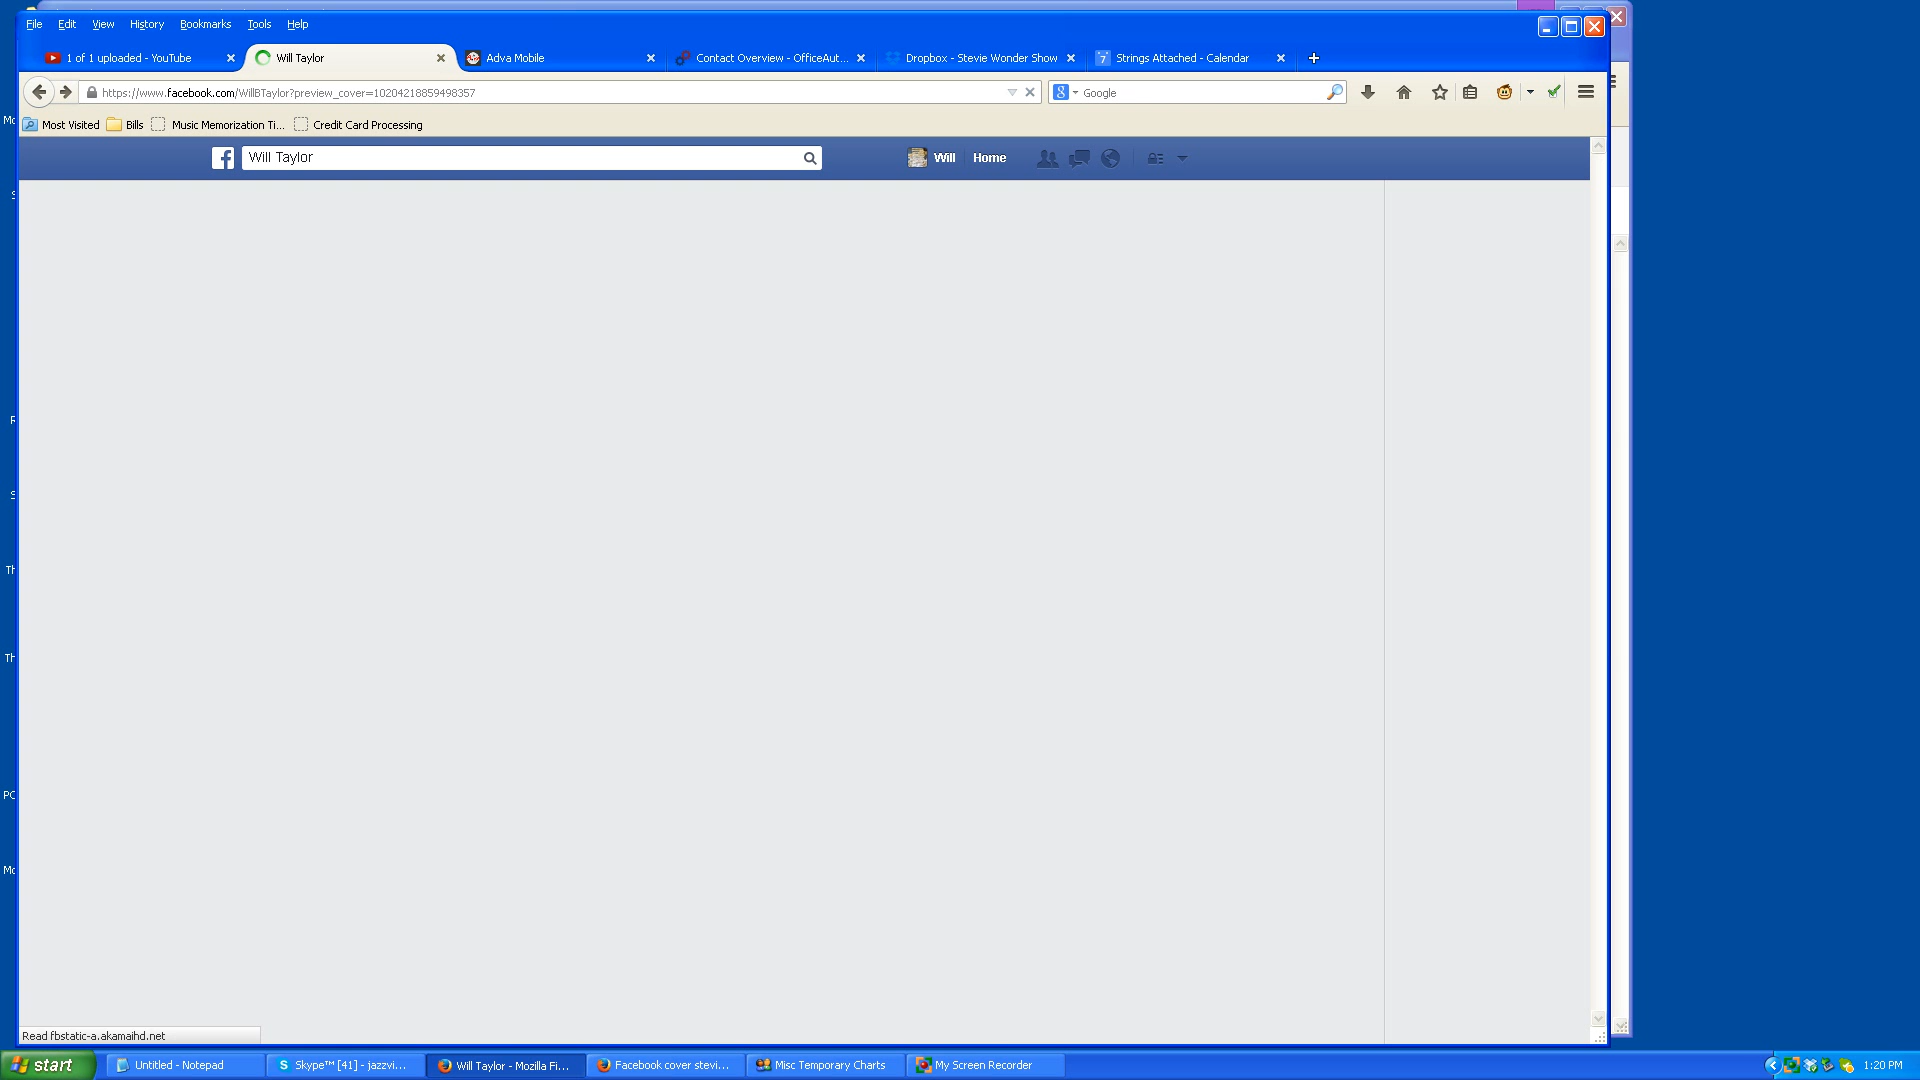 File Edit View History Bookmarks Tools Help
1 of 1 uploaded - YouTube Will Taylor Adva Mobile Contact Overview - OfficeAut... Dropbox - Stevie Wonder Show 7 Strings Attached - Calendar
https://www.facebook.com/WillBTaylor?preview_cover=10204218859498357 Google
Most Visited Bills Music Memorization Ti... Credit Card Processing
Will Taylor Will Home
Read fbstatic-a.akamaihd.net
start Untitled - Notepad Skype™ [41] - jazzvi... Will Taylor - Mozilla Fi... Facebook cover stevi... Misc Temporary Charts My Screen Recorder 1:20 PM